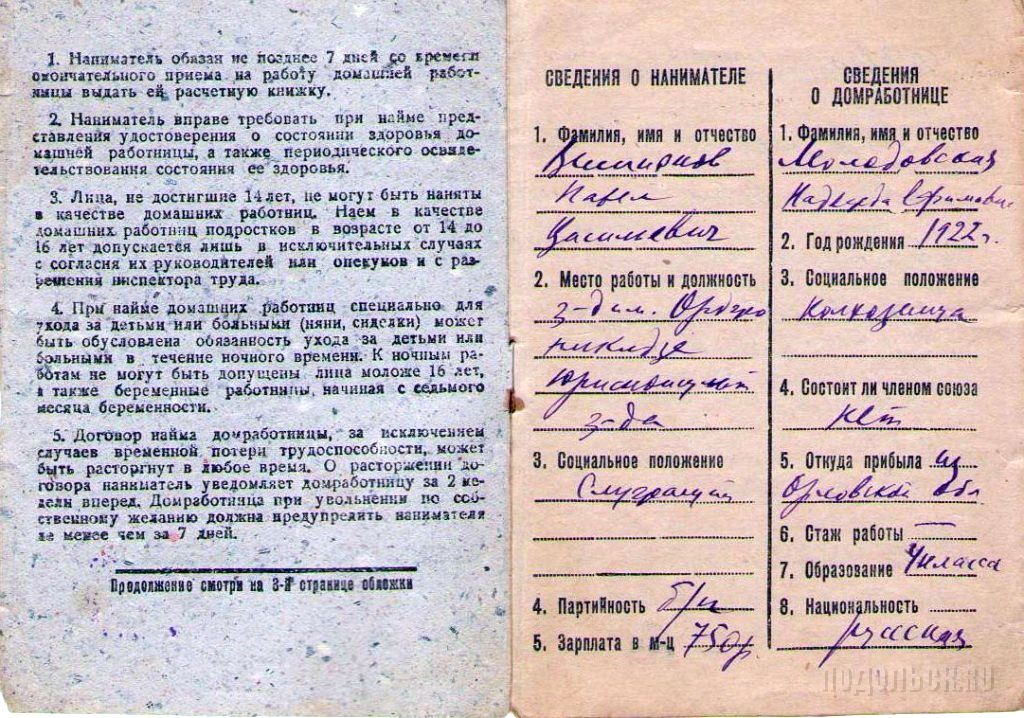 1. Наниматель обязан не позднее 7 дней со времени
окончательного приема на работу домашней работ-
ницы выдать ей расчетную книжку.
2. Наниматель вправе требовать при найме пред-
ставления удостоверения о состоянии здоровья до-
машней работницы, а также периодического освиде-
тельствования состояния ее здоровья.
3. Лица, не достигшие 14 лет, не могут быть наняты
в качестве домашних работниц. Наем в качестве
домашних работниц подростков в возрасте от 14 до
16 лет допускается лишь в исключительных случаях
с согласия их руководителей или опекунов и с раз-
решения инспектора труда.
4. При найме домашних работниц специально для
ухода за детьми или больными (няни, сиделки) может
быть обусловлена обязанность ухода за детьми или
больными в течение ночного времени. К ночным ра-
ботам не могут быть допущены лица моложе 16 лет,
а также беременные работницы, начиная с седьмого
месяца беременности.
5. Договор найма домработницы, за исключением
случаев временной потери трудоспособности, может
быть расторгнут в любое время. О расторжении до-
говора наниматель уведомляет домработницу за 2 не-
дели вперед. Домработница при увольнении по соб-
ственному желанию должна предупредить нанимателя
не менее чем за 7 дней.
Продолжение смотри на 3-й странице обложки
СВЕДЕНИЯ О НАНИМАТЕЛЕ
1. Фамилия, имя и отчество
Павел
2. Место работы и должность
з-д им. Орджо
никидзе
юрисконсульт
з-да
3. Социальное положение
Служащий
4. Партийность б/п
5. Зарплата в м-ц 750р.
СВЕДЕНИЯ
О ДОМРАБОТНИЦЕ
1. Фамилия, имя и отчество
Молодовская
Надежда Ефимовна
2. Год рождения 1922 г.
3. Социальное положение
Колхозница
4. Состоит ли членом союза
нет
5. Откуда прибыла из
Орловской обл
6. Стаж работы —
7. Образование 4 класса
8. Национальность
русская
ПОДОЛЬСК.RU